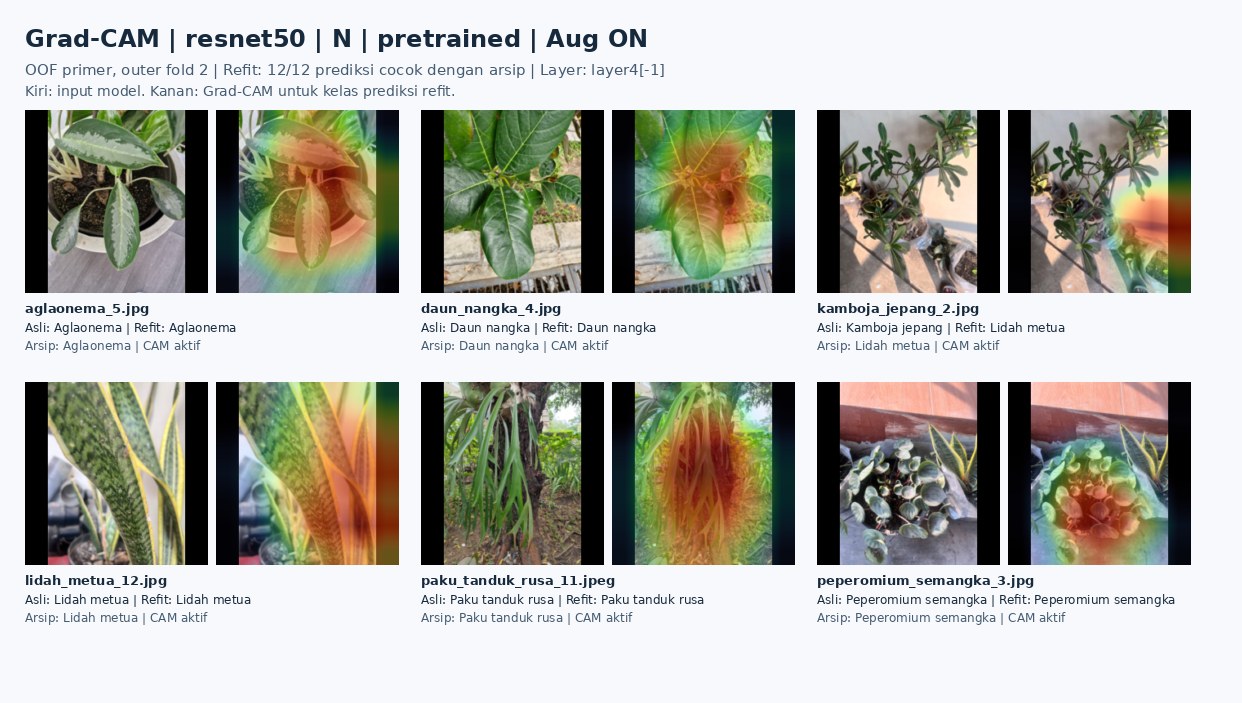 Grad-CAM | resnet50 | N | pretrained | Aug ON
OOF primer, outer fold 2 | Refit: 12/12 prediksi cocok dengan arsip | Layer: layer4[-1]
Kiri: input model. Kanan: Grad-CAM untuk kelas prediksi refit.
aglaonema_5.jpg
Asli: Aglaonema | Refit: Aglaonema
Arsip: Aglaonema | CAM aktif
daun_nangka_4.jpg
Asli: Daun nangka | Refit: Daun nangka
Arsip: Daun nangka | CAM aktif
kamboja_jepang_2.jpg
Asli: Kamboja jepang | Refit: Lidah metua
Arsip: Lidah metua | CAM aktif
lidah_metua_12.jpg
Asli: Lidah metua | Refit: Lidah metua
Arsip: Lidah metua | CAM aktif
paku_tanduk_rusa_11.jpeg
Asli: Paku tanduk rusa | Refit: Paku tanduk rusa
Arsip: Paku tanduk rusa | CAM aktif
peperomium_semangka_3.jpg
Asli: Peperomium semangka | Refit: Peperomium semangka
Arsip: Peperomium semangka | CAM aktif